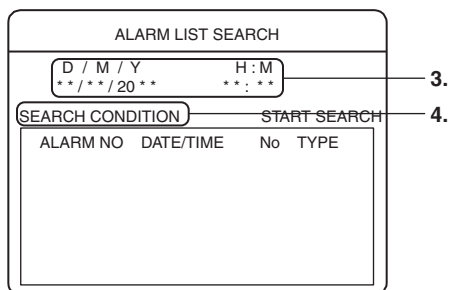 ALARM LIST SEARCH
D / M / Y H : M
* * / * * / 20 * * * * : * *
3.
SEARCH CONDITION START SEARCH
4.
ALARM NO DATE/TIME No TYPE